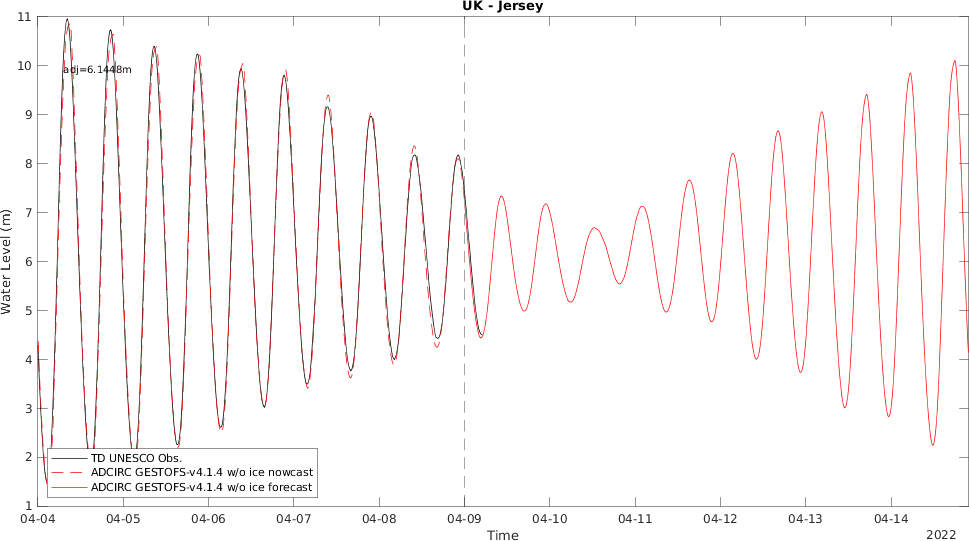 UK - Jersey
11
10
9
8
7
6
5
4
3
2
1
Water Level (m)
adj=6.1448m
TD UNESCO Obs.
ADCIRC GESTOFS-v4.1.4 w/o ice nowcast
ADCIRC GESTOFS-v4.1.4 w/o ice forecast
04-04 04-05 04-06 04-07 04-08 04-09 04-10 04-11 04-12 04-13 04-14
Time
2022